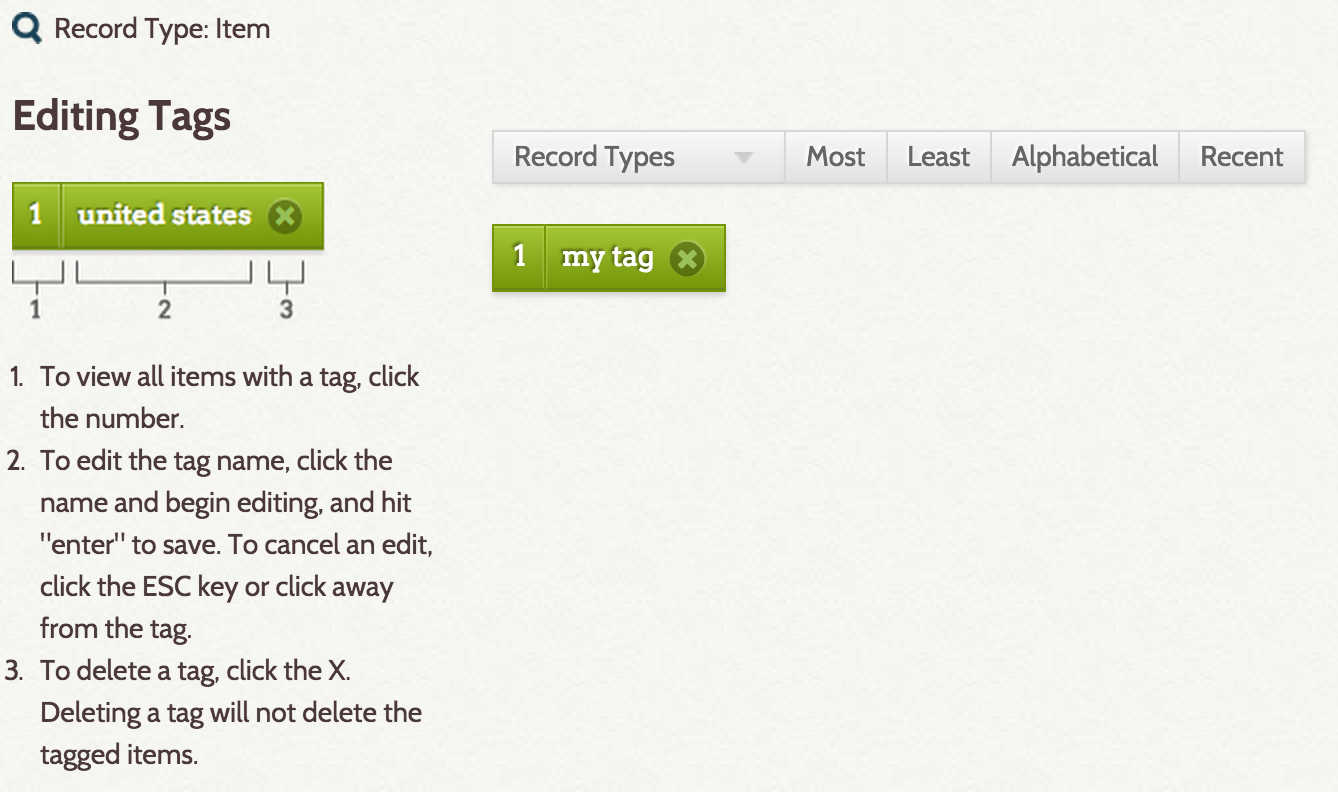 Record Type: Item
Editing Tags
1 united states
1 2 3
1. To view all items with a tag, click
the number.
2. To edit the tag name, click the
name and begin editing, and hit
"enter" to save. To cancel an edit,
click the ESC key or click away
from the tag.
3. To delete a tag, click the X.
Deleting a tag will not delete the
tagged items.
Record Types Most Least Alphabetical Recent
1 my tag